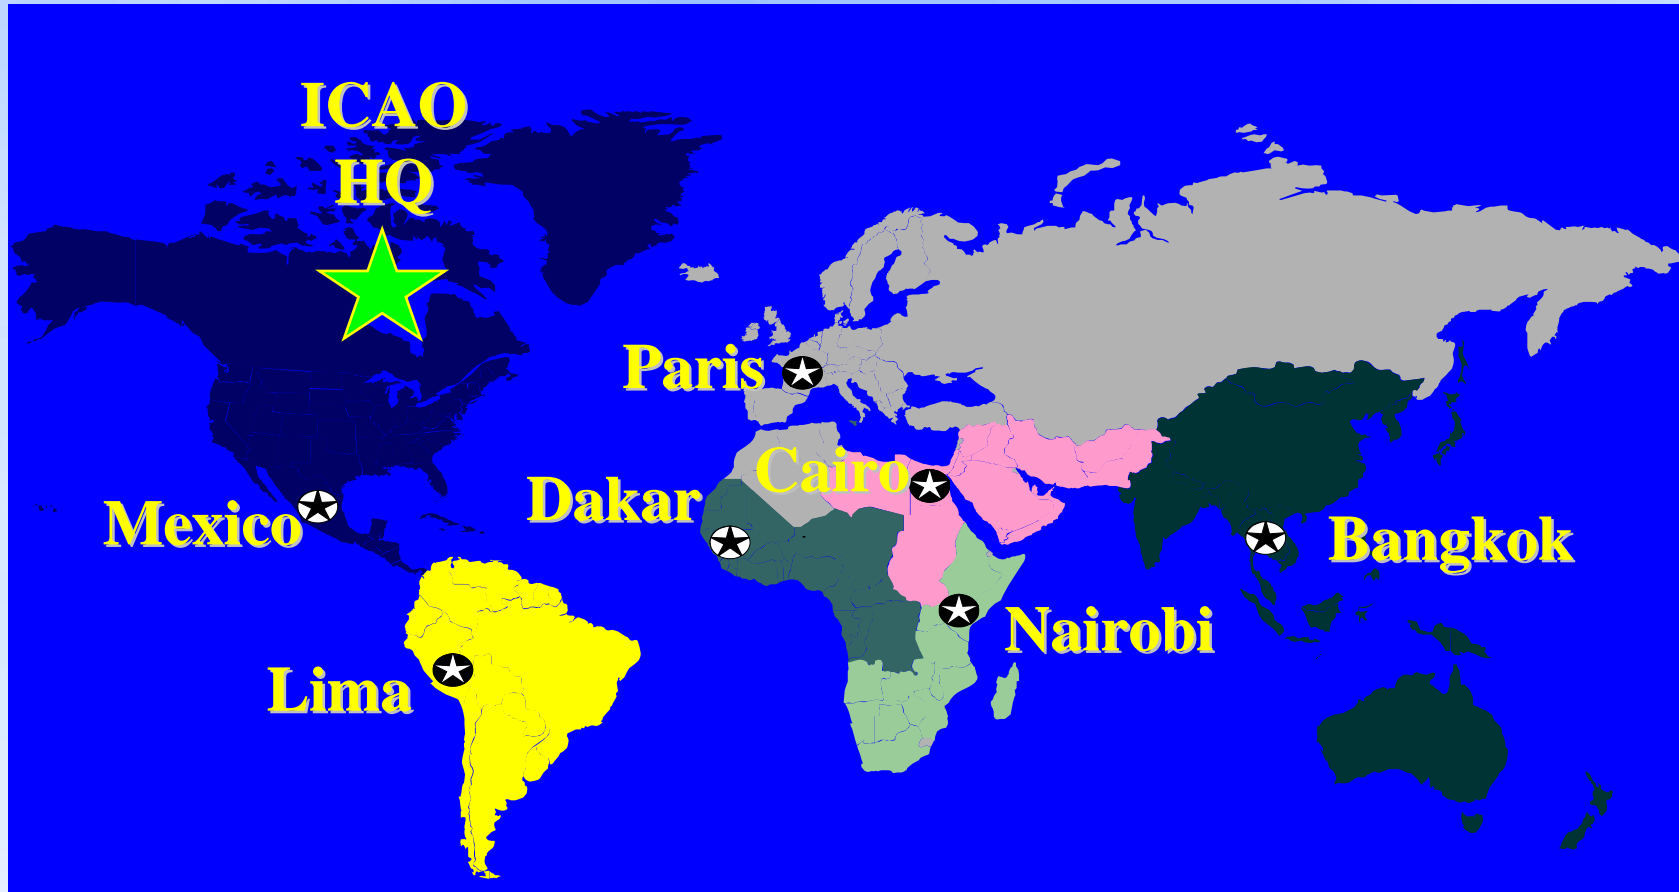 ICAO
HQ
Paris
Cairo
Dakar
Mexico
Bangkok
Nairobi
Lima